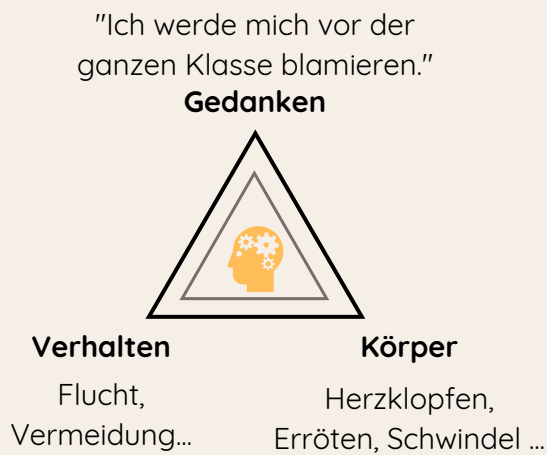 "Ich werde mich vor der
ganzen Klasse blamieren."
Gedanken
Verhalten
Flucht,
Vermeidung...
Körper
Herzklopfen,
Erröten, Schwindel ...